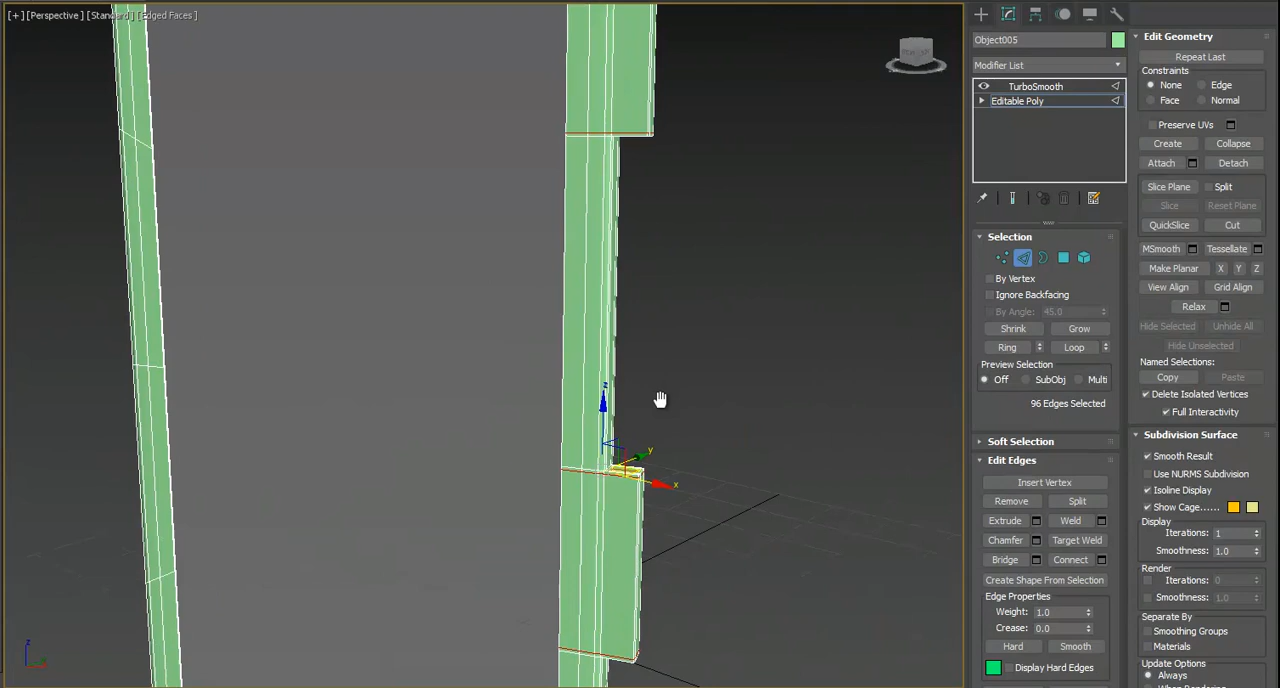 [+] [Perspective] [Standard] [Edged Faces]
z
y
x
z
Object005
Modifier List
TurboSmooth
Editable Poly
Selection
By Vertex
Ignore Backfacing
By Angle: 45.0
Shrink Grow
Ring Loop
Preview Selection
Off SubObj Multi
96 Edges Selected
Soft Selection
Edit Edges
Insert Vertex
Remove Split
Extrude Weld
Chamfer Target Weld
Bridge Connect
Create Shape From Selection
Edge Properties
Weight: 1.0
Crease: 0.0
Hard Smooth
Display Hard Edges
Edit Geometry
Repeat Last
Constraints
None Edge
Face Normal
Preserve UVs
Create Collapse
Attach Detach
Slice Plane Split
Slice Reset Plane
QuickSlice Cut
MSmooth Tessellate
Make Planar X Y Z
View Align Grid Align
Relax
Hide Selected Unhide All
Hide Unselected
Named Selections:
Copy Paste
Delete Isolated Vertices
Full Interactivity
Subdivision Surface
Smooth Result
Use NURMS Subdivision
Isoline Display
Show Cage......
Display
Iterations: 1
Smoothness: 1.0
Render
Iterations: 0
Smoothness: 1.0
Separate By
Smoothing Groups
Materials
Update Options
Always